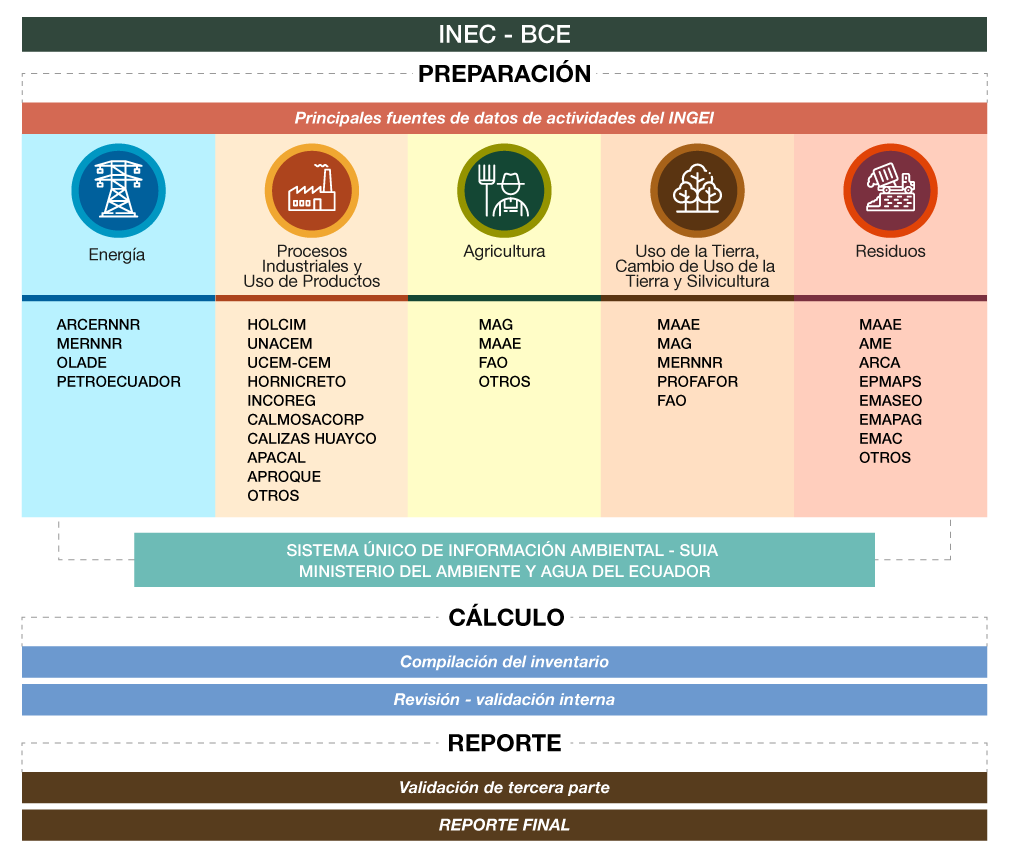 INEC - BCE
PREPARACIÓN
Principales fuentes de datos de actividades del INGEI
Energía
ARCERNNR
MERNNR
OLADE
PETROECUADOR
Procesos
Industriales y
Uso de Productos
HOLCIM
UNACEM
UCEM-CEM
HORNICRETO
INCOREG
CALMOSACORP
CALIZAS HUAYCO
APACAL
APROQUE
OTROS
Agricultura
MAG
MAAE
FAO
OTROS
Uso de la Tierra,
Cambio de Uso de la
Tierra y Silvicultura
MAAE
MAG
MERNNR
PROFAFOR
FAO
Residuos
MAAE
AME
ARCA
EPMAPS
EMASEO
EMAPAG
EMAC
OTROS
SISTEMA ÚNICO DE INFORMACIÓN AMBIENTAL - SUIA
MINISTERIO DEL AMBIENTE Y AGUA DEL ECUADOR
CÁLCULO
Compilación del inventario
Revisión - validación interna
REPORTE
Validación de tercera parte
REPORTE FINAL